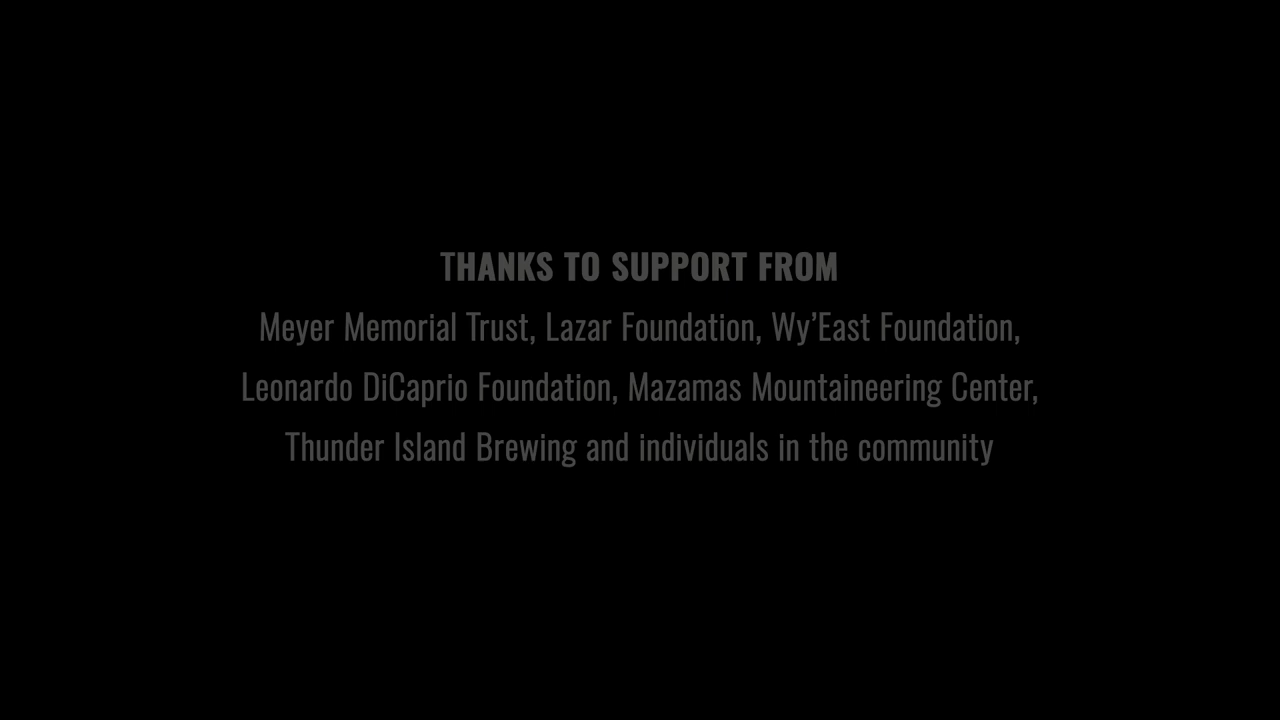 THANKS TO SUPPORT FROM
Meyer Memorial Trust, Lazar Foundation, Wy’East Foundation,
Leonardo DiCaprio Foundation, Mazamas Mountaineering Center,
Thunder Island Brewing and individuals in the community